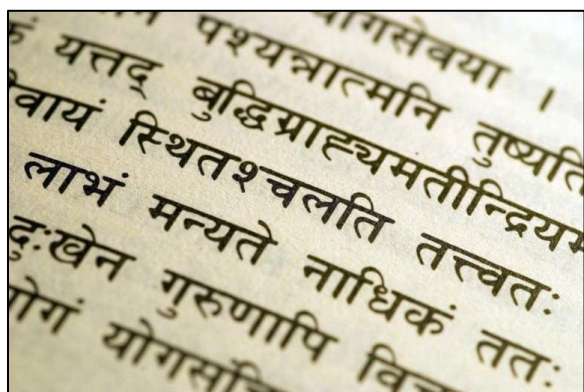 योगसेवया ।
पश्यन्नात्मनि तुष्यति
यत्तद् बुद्धिग्राह्यमतीन्द्रियम
वायं स्थितश्चलति तत्त्वतः
लाभं मन्यते नाधिकं ततः
दुःखेन गुरुणापि